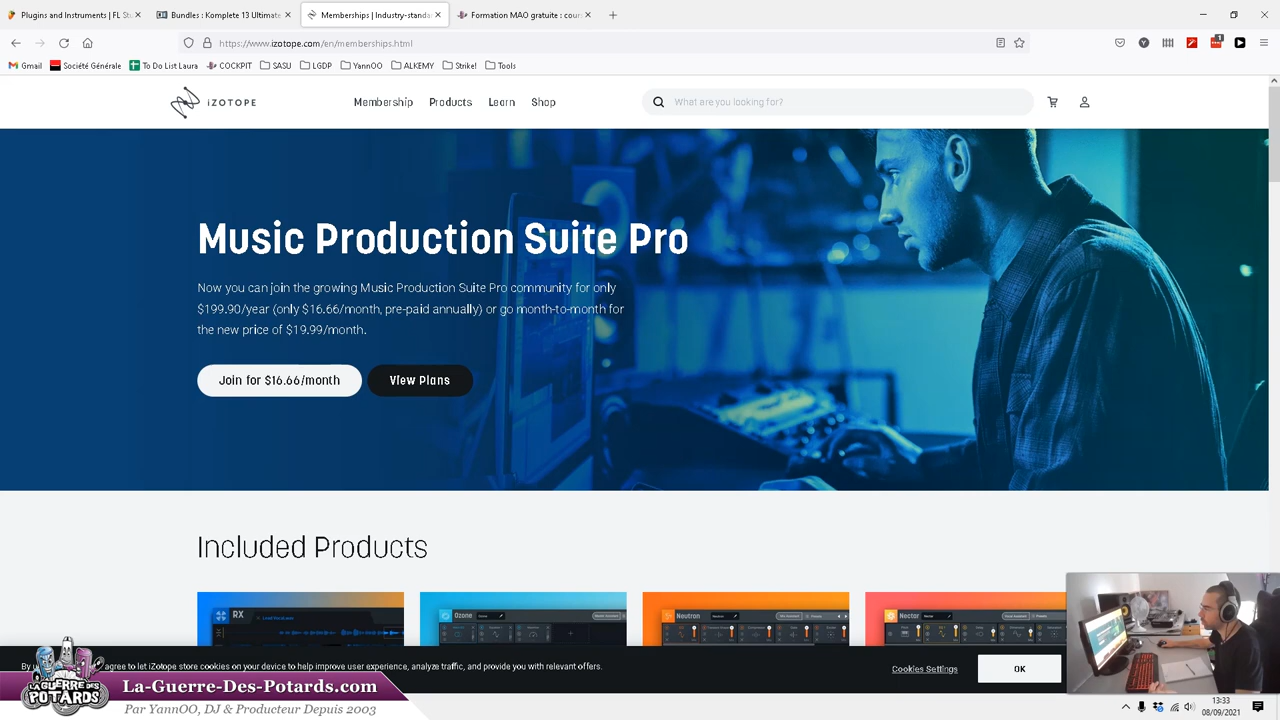 Plugins and Instruments | FL Stu
Bundles : Komplete 13 Ultimate
Memberships | Industry-standa
Formation MAO gratuite : cour
https://www.izotope.com/en/memberships.html
1
Gmail
Société Générale
To Do List Laura
COCKPIT
SASU
LGDP
YannOO
ALKEMY
Strike!
Tools
iZOTOPE
Membership
Products
Learn
Shop
What are you looking for?
Music Production Suite Pro
Now you can join the growing Music Production Suite Pro community for only
$199.90/year (only $16.66/month, pre-paid annually) or go month-to-month for
the new price of $19.99/month.
Join for $16.66/month
View Plans
Included Products
RX
Ozone
Neutron
Nectar
agree to let iZotope store cookies on your device to help improve user experience, analyze traffic, and provide you with relevant offers.
Cookies Settings
OK
LA GUERRE DES
POTARDS
La-Guerre-Des-Potards.com
Par YannOO, DJ & Producteur Depuis 2003
13:33
08/09/2021